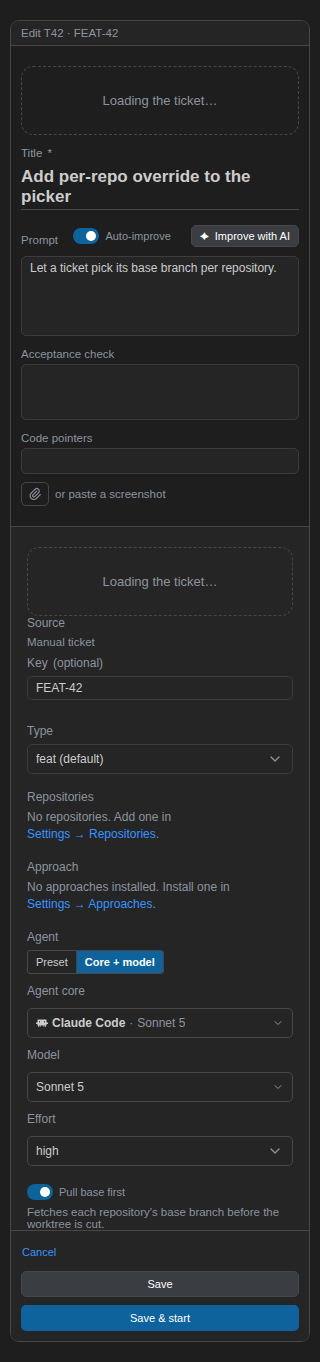 Edit T42 · FEAT-42
Loading the ticket…
Title *
Add per-repo override to the
picker
Prompt
Auto-improve
Improve with AI
Let a ticket pick its base branch per repository.
Acceptance check
Code pointers
or paste a screenshot
Loading the ticket…
Source
Manual ticket
Key (optional)
FEAT-42
Type
feat (default)
Repositories
No repositories. Add one in
Settings → Repositories.
Approach
No approaches installed. Install one in
Settings → Approaches.
Agent
Preset
Core + model
Agent core
Claude Code · Sonnet 5
Model
Sonnet 5
Effort
high
Pull base first
Fetches each repository's base branch before the
worktree is cut.
Cancel
Save
Save & start